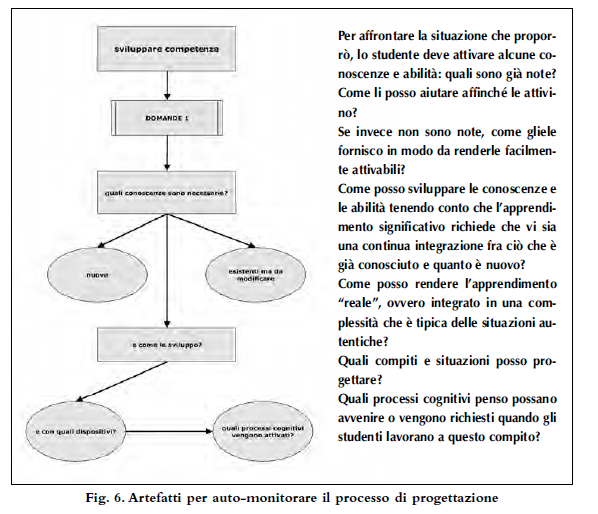 sviluppare competenze
DOMANDE 1
quali conoscenze sono necessarie?
nuove
esistenti ma da
modificare
e come le sviluppo?
e con quali dispositivi?
quali processi cognitivi
vengono attivati?
Per affrontare la situazione che propor-
rò, lo studente deve attivare alcune co-
noscenze e abilità: quali sono già note?
Come li posso aiutare affinché le attivi-
no?
Se invece non sono note, come gliele
fornisco in modo da renderle facilmen-
te attivabili?
Come posso sviluppare le conoscenze e
le abilità tenendo conto che l’apprendi-
mento significativo richiede che vi sia
una continua integrazione fra ciò che è
già conosciuto e quanto è nuovo?
Come posso rendere l’apprendimento
“reale”, ovvero integrato in una com-
plessità che è tipica delle situazioni au-
tentiche?
Quali compiti e situazioni posso pro-
gettare?
Quali processi cognitivi penso possano
avvenire o vengono richiesti quando gli
studenti lavorano a questo compito?
Fig. 6. Artefatti per auto-monitorare il processo di progettazione